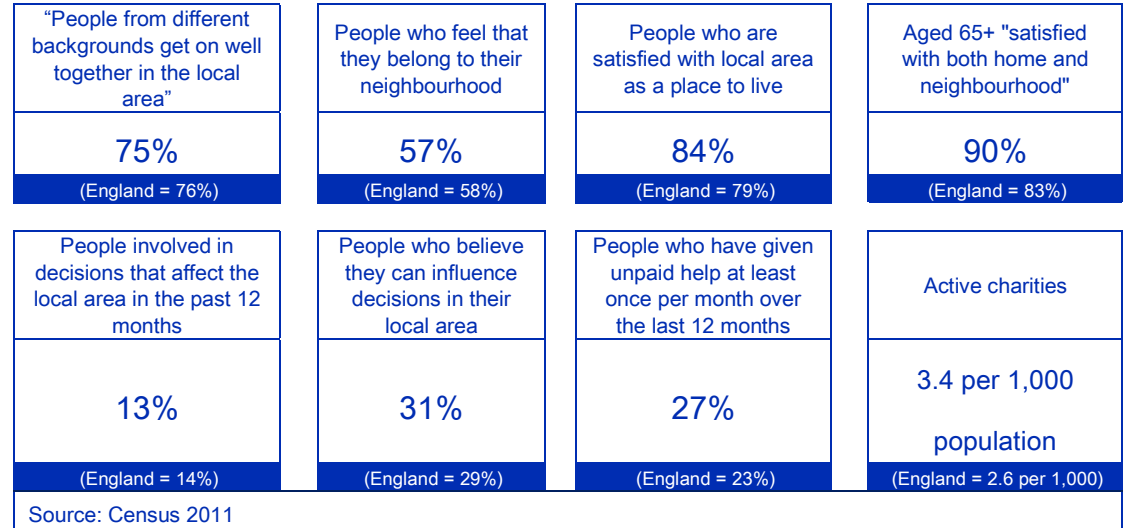 “People from different
backgrounds get on well
together in the local
area”
75%
(England = 76%)
People who feel that
they belong to their
neighbourhood
57%
(England = 58%)
People who are
satisfied with local area
as a place to live
84%
(England = 79%)
Aged 65+ "satisfied
with both home and
neighbourhood"
90%
(England = 83%)
People involved in
decisions that affect the
local area in the past 12
months
13%
(England = 14%)
People who believe
they can influence
decisions in their
local area
31%
(England = 29%)
People who have given
unpaid help at least
once per month over
the last 12 months
27%
(England = 23%)
Active charities
3.4 per 1,000
population
(England = 2.6 per 1,000)
Source: Census 2011